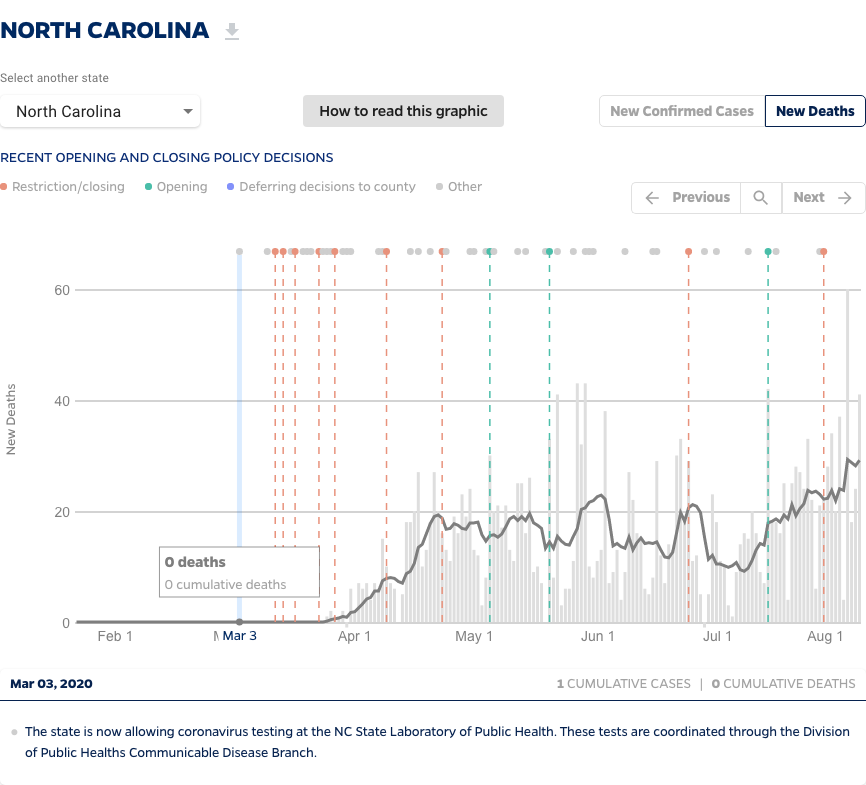 NORTH CAROLINA
Select another state
North Carolina
How to read this graphic
New Confirmed Cases
New Deaths
RECENT OPENING AND CLOSING POLICY DECISIONS
Restriction/closing
Opening
Deferring decisions to county
Other
Previous
Next
60
40
20
0
New Deaths
0 deaths
0 cumulative deaths
Feb 1
Mar 3
Apr 1
May 1
Jun 1
Jul 1
Aug 1
Mar 03, 2020
1 CUMULATIVE CASES | 0 CUMULATIVE DEATHS
The state is now allowing coronavirus testing at the NC State Laboratory of Public Health. These tests are coordinated through the Division
of Public Healths Communicable Disease Branch.